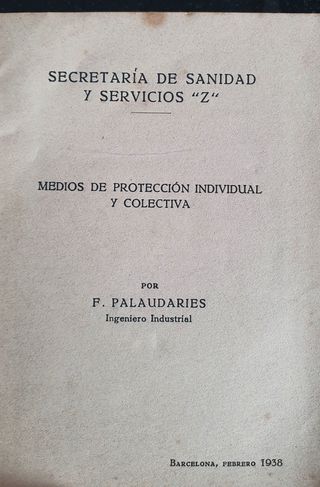 SECRETARÍA DE SANIDAD
Y SERVICIOS "Z"
MEDIOS DE PROTECCIÓN INDIVIDUAL
Y COLECTIVA
POR
F. PALAUDARIES
Ingeniero Industrial
BARCELONA, FEBRERO 1938